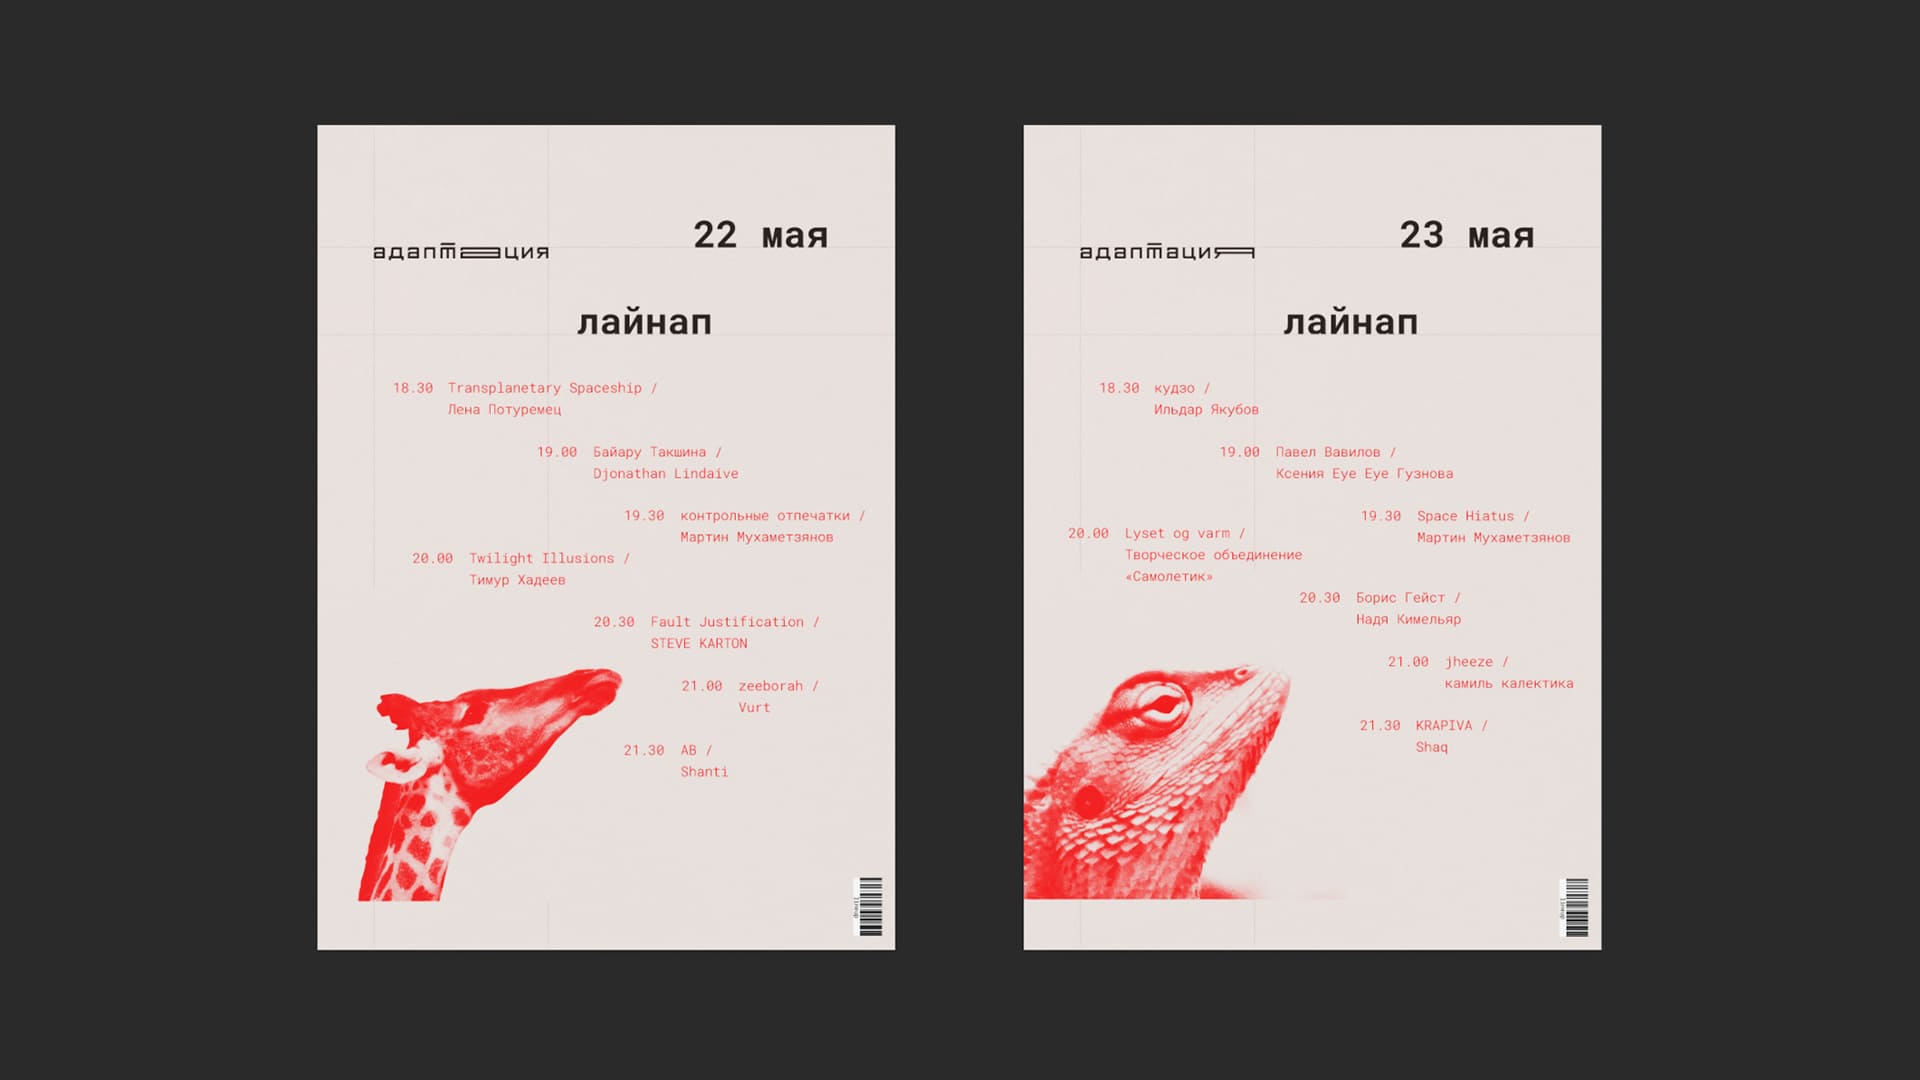 адаптация
22 мая
лайнап
18.30 Transplanetary Spaceship /
Лена Потуремец
19.00 Байару Такшина /
Djonathan Lindaive
19.30 контрольные отпечатки /
Мартин Мухаметзянов
20.00 Twilight Illusions /
Тимур Хадеев
20.30 Fault Justification /
STEVE KARTON
21.00 zeeborah /
Vurt
21.30 AB /
Shanti
адаптация
23 мая
лайнап
18.30 кудзо /
Ильдар Якубов
19.00 Павел Вавилов /
Ксения Eye Eye Гузнова
19.30 Space Hiatus /
Мартин Мухаметзянов
20.00 Lyset og varm /
Творческое объединение
«Самолетик»
20.30 Борис Гейст /
Надя Кимельяр
21.00 jheeze /
камиль калектика
21.30 KRAPIVA /
Shaq